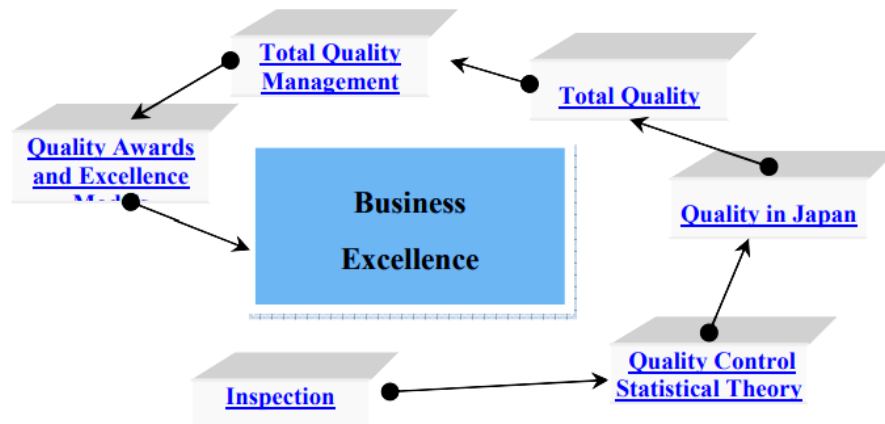 Total Quality
Management
Total Quality
Quality Awards
and Excellence
Business
Excellence
Quality in Japan
Quality Control
Statistical Theory
Inspection